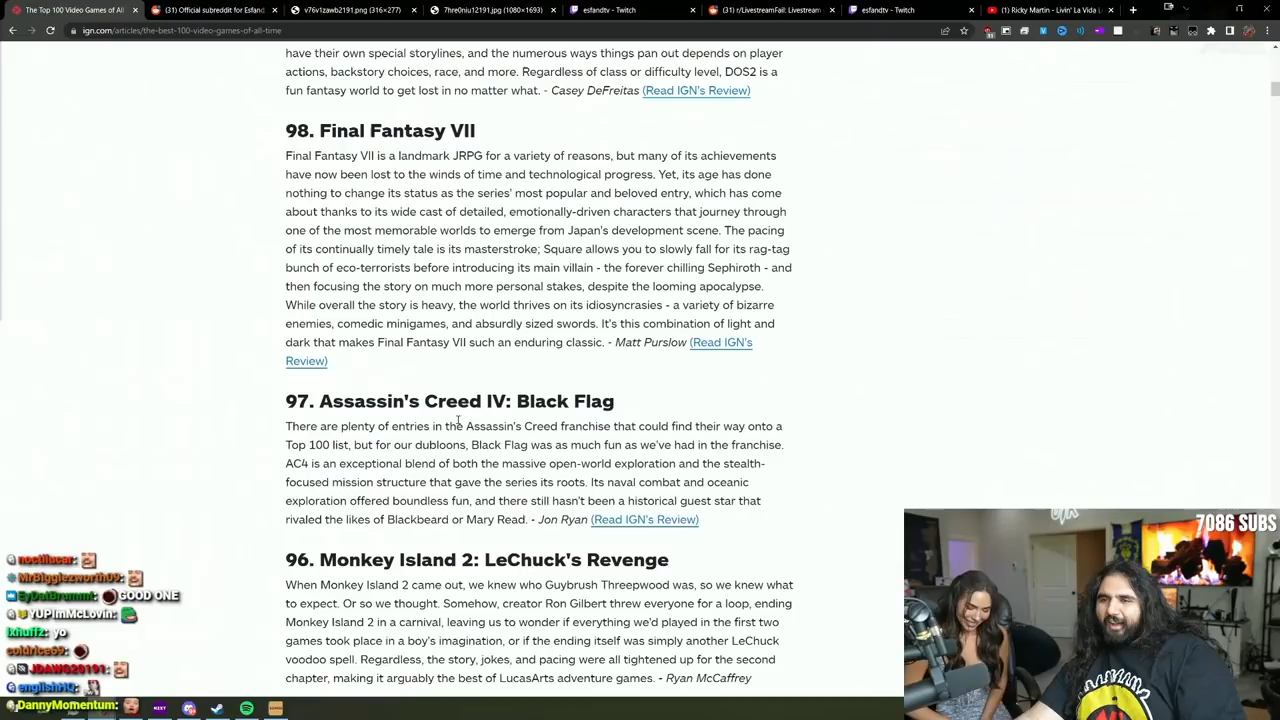 The Top 100 Video Games of Al
(31) Official subreddit for Esfand
v76v1zawb2191.png (316×277)
7hre0niu12191.jpg (1080×1693)
esfandtv - Twitch
(31) r/LivestreamFail: Livestream
esfandtv - Twitch
(1) Ricky Martin - Livin' La Vida L
ign.com/articles/the-best-100-video-games-of-all-time
have their own special storylines, and the numerous ways things pan out depends on player
actions, backstory choices, race, and more. Regardless of class or difficulty level, DOS2 is a
fun fantasy world to get lost in no matter what. - Casey DeFreitas (Read IGN's Review)
98. Final Fantasy VII
Final Fantasy VII is a landmark JRPG for a variety of reasons, but many of its achievements
have now been lost to the winds of time and technological progress. Yet, its age has done
nothing to change its status as the series' most popular and beloved entry, which has come
about thanks to its wide cast of detailed, emotionally-driven characters that journey through
one of the most memorable worlds to emerge from Japan's development scene. The pacing
of its continually timely tale is its masterstroke; Square allows you to slowly fall for its rag-tag
bunch of eco-terrorists before introducing its main villain - the forever chilling Sephiroth - and
then focusing the story on much more personal stakes, despite the looming apocalypse.
While overall the story is heavy, the world thrives on its idiosyncrasies - a variety of bizarre
enemies, comedic minigames, and absurdly sized swords. It's this combination of light and
dark that makes Final Fantasy VII such an enduring classic. - Matt Purslow (Read IGN's
Review)
97. Assassin's Creed IV: Black Flag
There are plenty of entries in the Assassin's Creed franchise that could find their way onto a
Top 100 list, but for our dubloons, Black Flag was as much fun as we've had in the franchise.
AC4 is an exceptional blend of both the massive open-world exploration and the stealth-
focused mission structure that gave the series its roots. Its naval combat and oceanic
exploration offered boundless fun, and there still hasn't been a historical guest star that
rivaled the likes of Blackbeard or Mary Read. - Jon Ryan (Read IGN's Review)
96. Monkey Island 2: LeChuck's Revenge
When Monkey Island 2 came out, we knew who Guybrush Threepwood was, so we knew what
to expect. Or so we thought. Somehow, creator Ron Gilbert threw everyone for a loop, ending
Monkey Island 2 in a carnival, leaving us to wonder if everything we'd played in the first two
games took place in a boy's imagination, or if the ending itself was simply another LeChuck
voodoo spell. Regardless, the story, jokes, and pacing were all tightened up for the second
chapter, making it arguably the best of LucasArts adventure games. - Ryan McCaffrey
7086 SUBS
noctilucar:
MrBigglezworth09:
EyDatBrummt: GOOD ONE
YUPImMcLovin:
ixhuffz: yo
coldrice69:
JDAWG20191:
englishHQ:
DannyMomentum:
NEXT